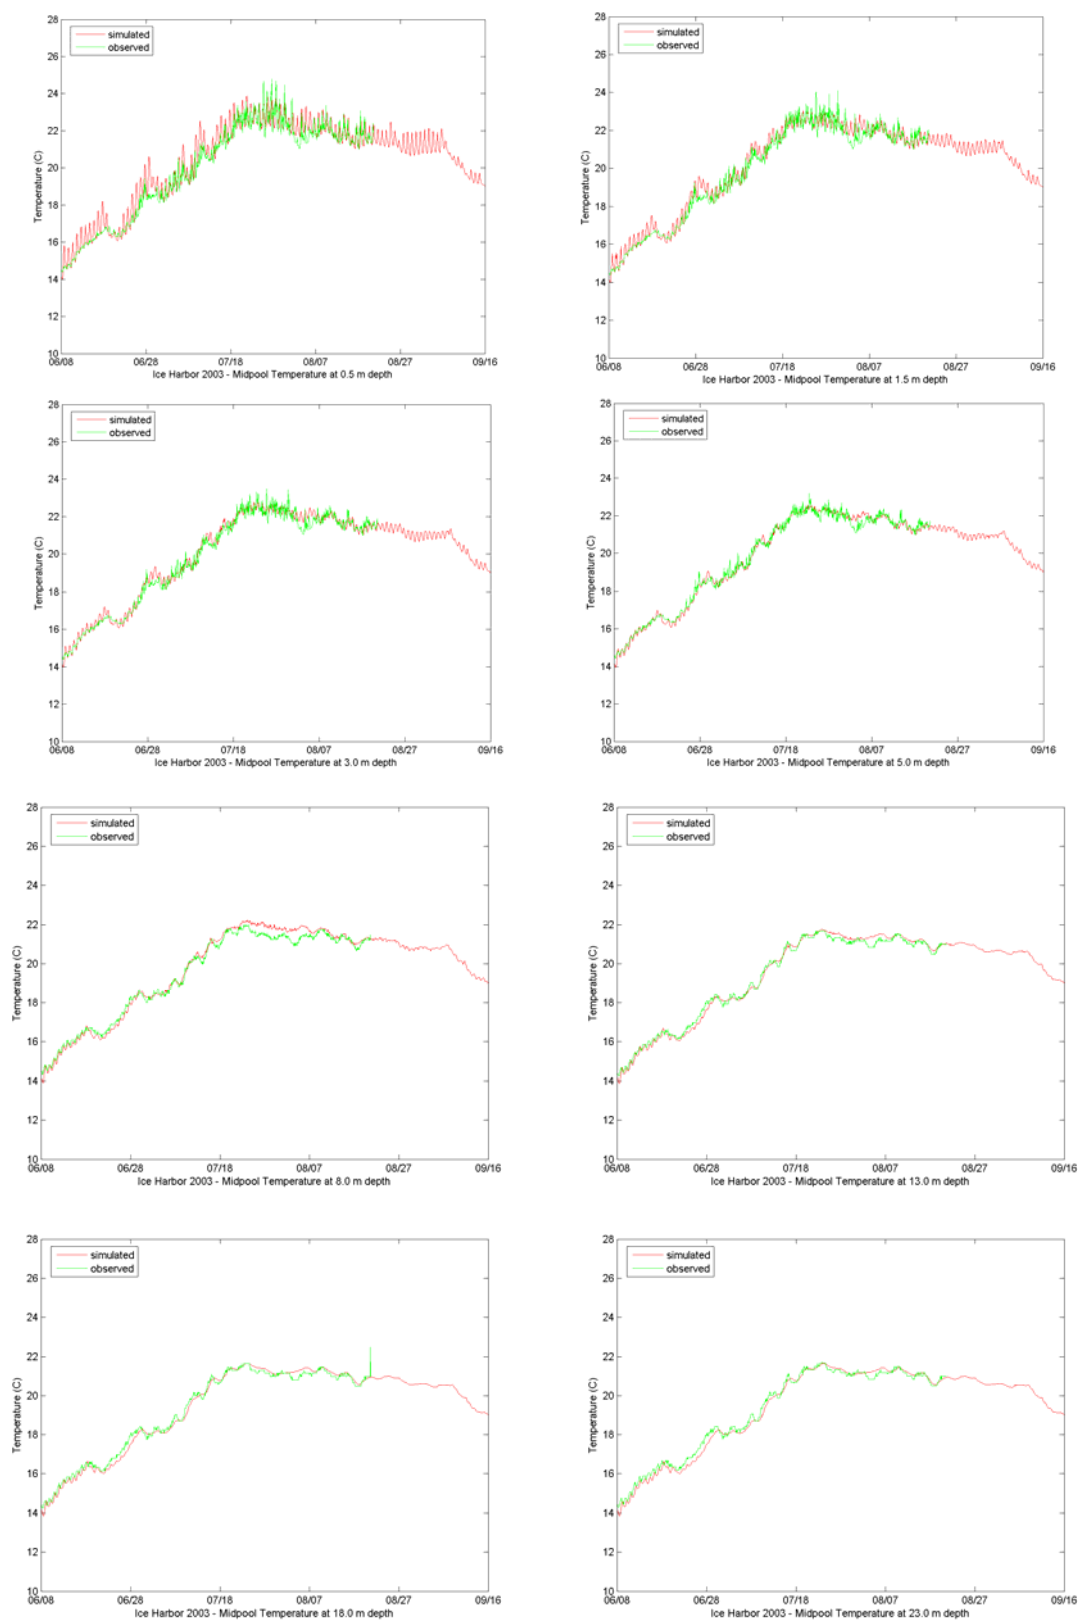 28
26
24
22
20
18
16
14
12
10
Temperature (C)
simulated
observed
06/08 06/28 07/18 08/07 08/27 09/16
Ice Harbor 2003 - Midpool Temperature at 0.5 m depth
28
26
24
22
20
18
16
14
12
10
Temperature (C)
simulated
observed
06/08 06/28 07/18 08/07 08/27 09/16
Ice Harbor 2003 - Midpool Temperature at 1.5 m depth
28
26
24
22
20
18
16
14
12
10
Temperature (C)
simulated
observed
06/08 06/28 07/18 08/07 08/27 09/16
Ice Harbor 2003 - Midpool Temperature at 3.0 m depth
28
26
24
22
20
18
16
14
12
10
Temperature (C)
simulated
observed
06/08 06/28 07/18 08/07 08/27 09/16
Ice Harbor 2003 - Midpool Temperature at 5.0 m depth
28
26
24
22
20
18
16
14
12
10
Temperature (C)
simulated
observed
06/08 06/28 07/18 08/07 08/27 09/16
Ice Harbor 2003 - Midpool Temperature at 8.0 m depth
28
26
24
22
20
18
16
14
12
10
Temperature (C)
simulated
observed
06/08 06/28 07/18 08/07 08/27 09/16
Ice Harbor 2003 - Midpool Temperature at 13.0 m depth
28
26
24
22
20
18
16
14
12
10
Temperature (C)
simulated
observed
06/08 06/28 07/18 08/07 08/27 09/16
Ice Harbor 2003 - Midpool Temperature at 18.0 m depth
28
26
24
22
20
18
16
14
12
10
Temperature (C)
simulated
observed
06/08 06/28 07/18 08/07 08/27 09/16
Ice Harbor 2003 - Midpool Temperature at 23.0 m depth